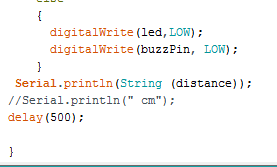 else
{
digitalWrite(led,LOW);
digitalWrite(buzzPin, LOW);
}
Serial.println(String (distance));
//Serial.println(" cm");
delay(500);
}